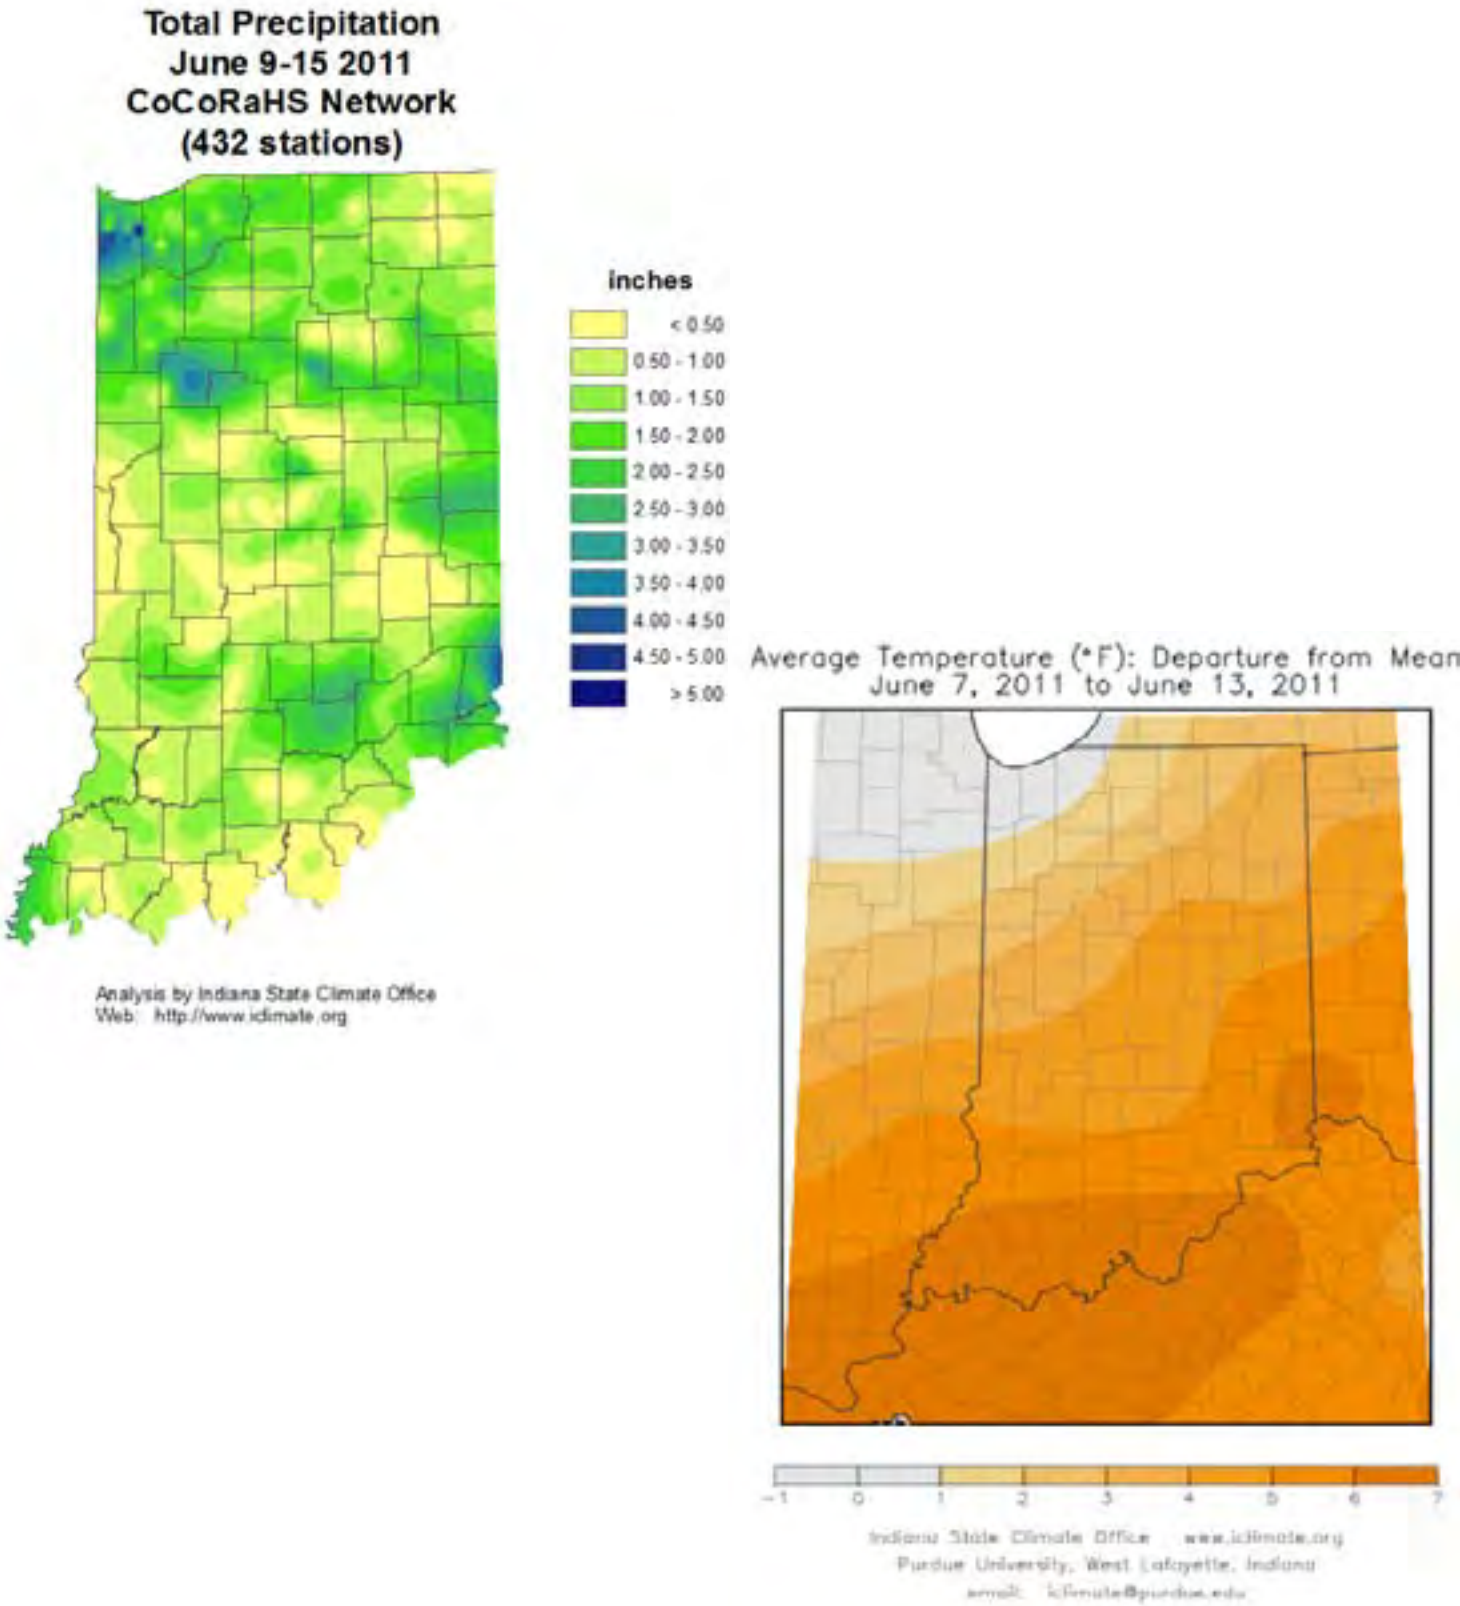 Total Precipitation
June 9-15 2011
CoCoRaHS Network
(432 stations)
inches
< 0.50
0.50 - 1.00
1.00 - 1.50
1.50 - 2.00
2.00 - 2.50
2.50 - 3.00
3.00 - 3.50
3.50 - 4.00
4.00 - 4.50
4.50 - 5.00
> 5.00
Analysis by Indiana State Climate Office
Web: http://www.iclimate.org
Average Temperature (°F): Departure from Mean
June 7, 2011 to June 13, 2011
-1 0 1 2 3 4 5 6 7
Indiana State Climate Office www.iclimate.org
Purdue University, West Lafayette, Indiana
email: iclimate@purdue.edu